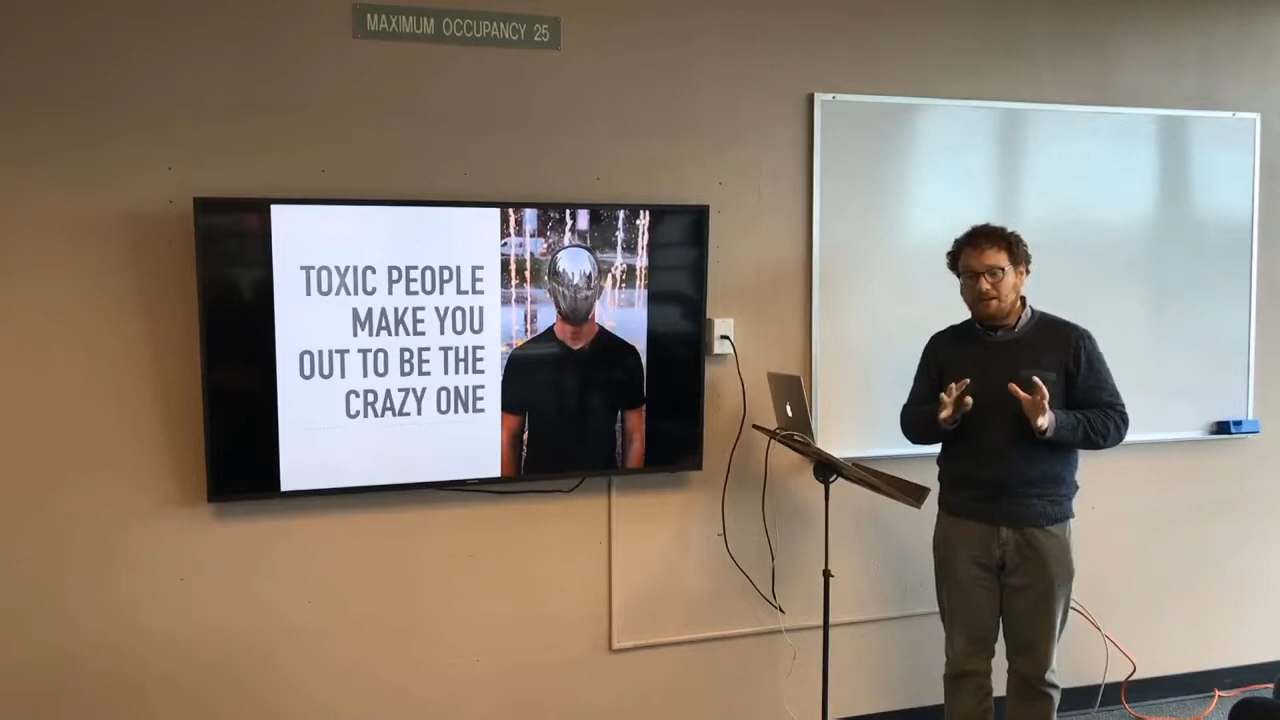 MAXIMUM OCCUPANCY 25
TOXIC PEOPLE
MAKE YOU
OUT TO BE THE
CRAZY ONE